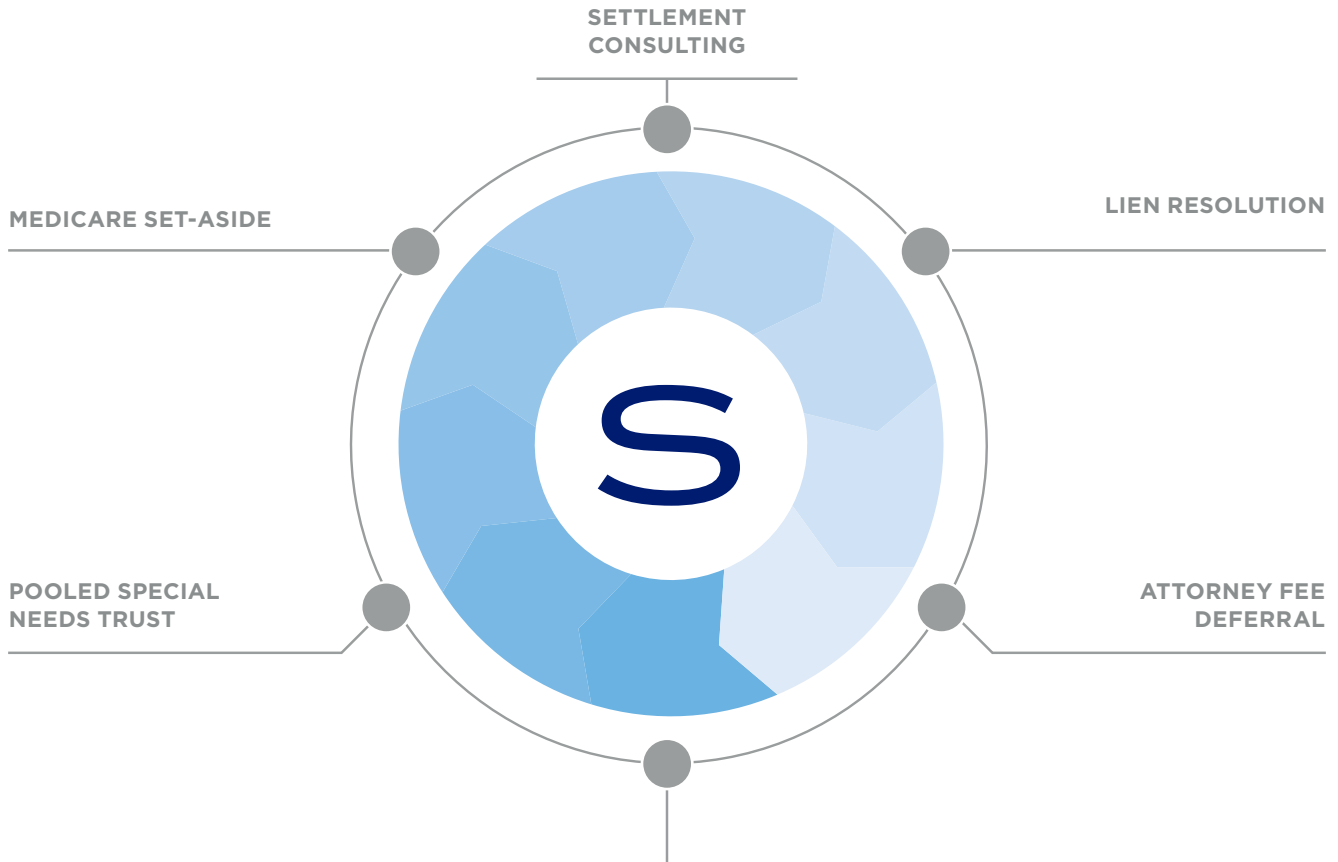 SETTLEMENT
CONSULTING
MEDICARE SET-ASIDE
LIEN RESOLUTION
S
POOLED SPECIAL
NEEDS TRUST
ATTORNEY FEE
DEFERRAL